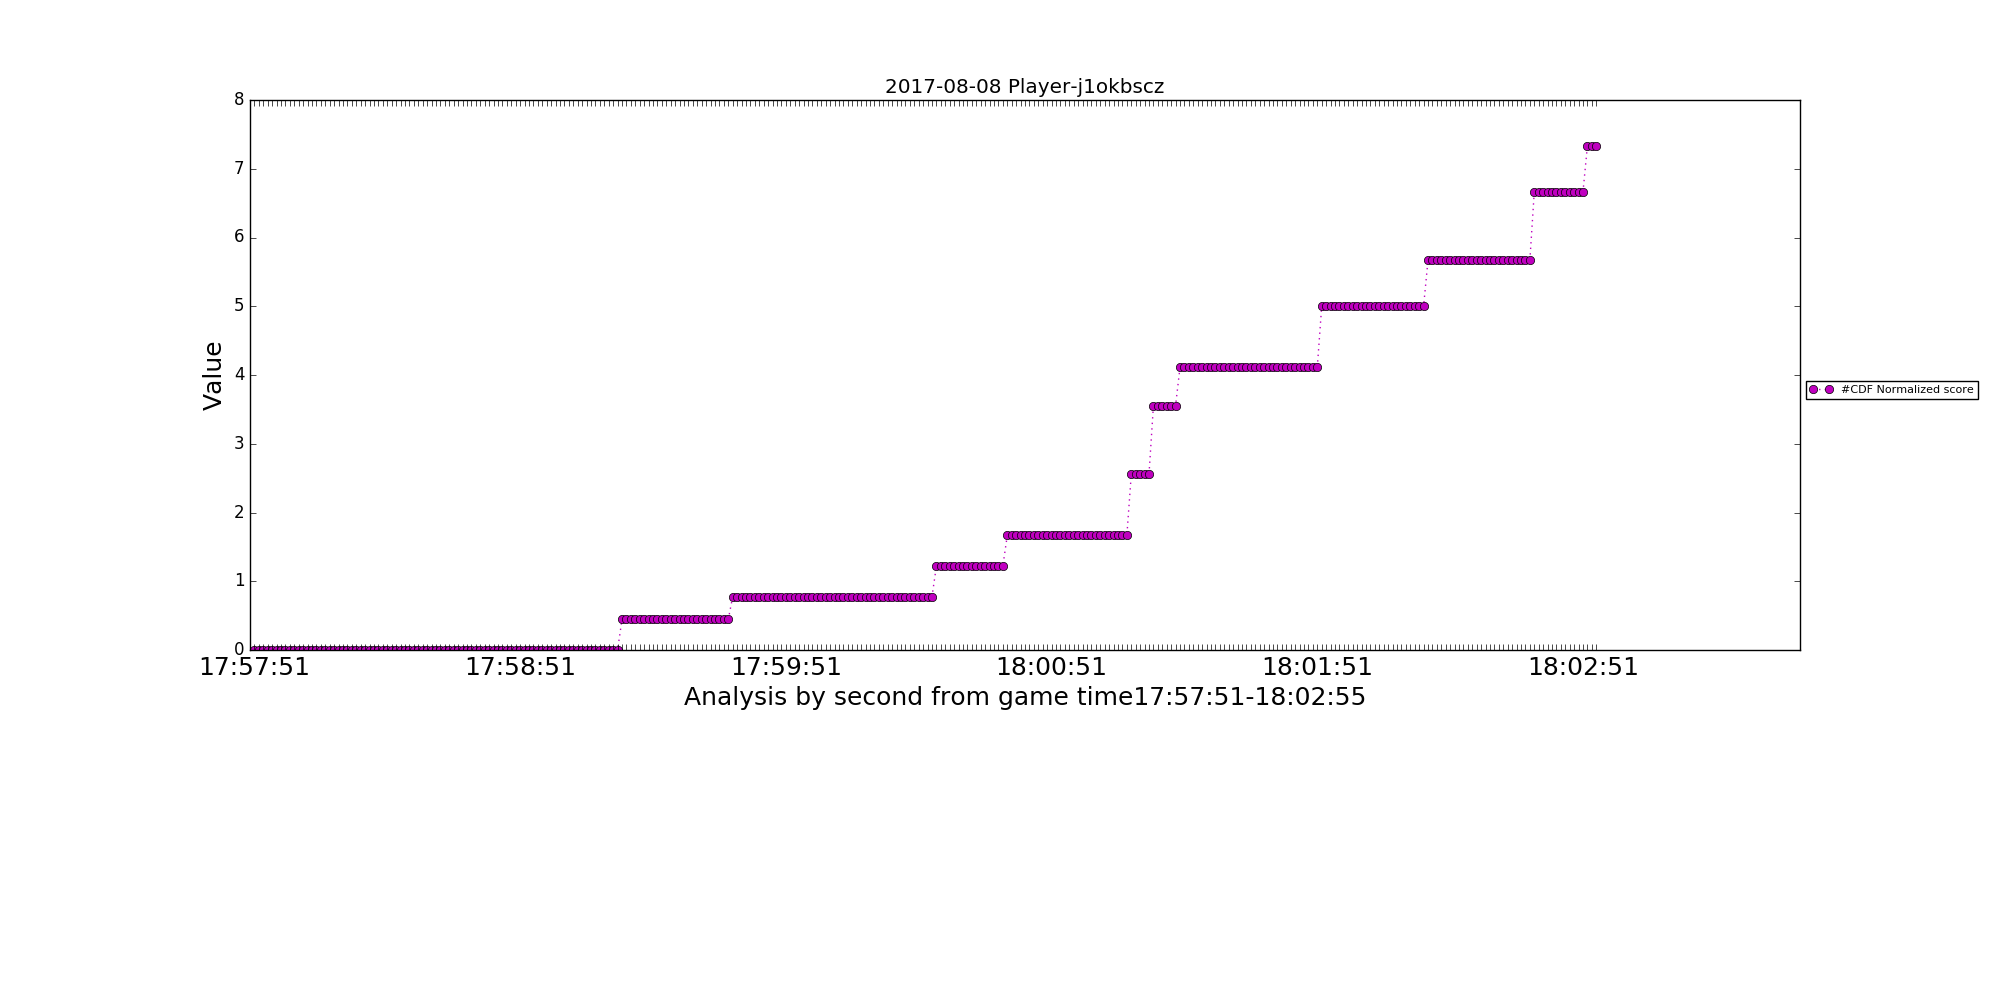 2017-08-08 Player-j1okbscz
8
7
6
5
4
3
2
1
0
Value
17:57:51 17:58:51 17:59:51 18:00:51 18:01:51 18:02:51
Analysis by second from game time17:57:51-18:02:55
#CDF Normalized score